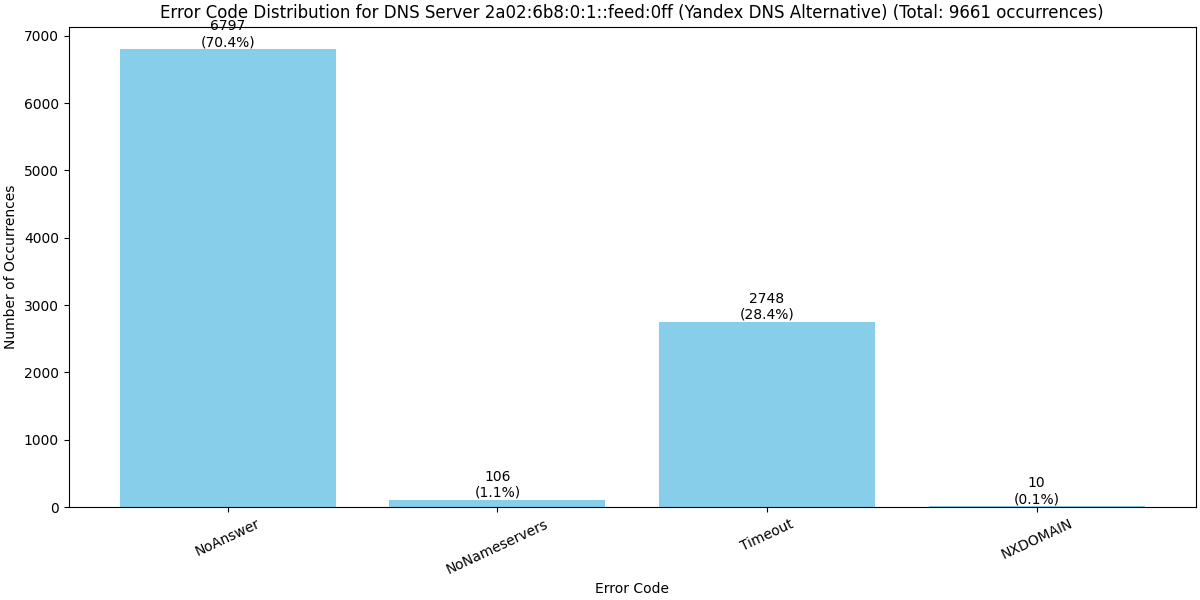 Error Code Distribution for DNS Server 2a02:6b8:0:1::feed:0ff (Yandex DNS Alternative) (Total: 9661 occurrences)
Number of Occurrences
7000
6000
5000
4000
3000
2000
1000
0
6797
(70.4%)
106
(1.1%)
2748
(28.4%)
10
(0.1%)
NoAnswer
NoNameservers
Timeout
NXDOMAIN
Error Code